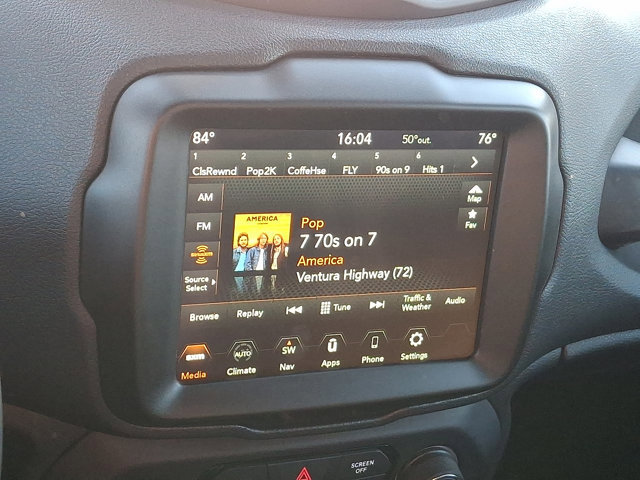 84° 16:04 50°out. 76°
1 2 3 4 5 6
ClsRewnd Pop2K CoffeHse FLY 90s on 9 Hits 1
AM
FM
siriusxm
Source
Select
AMERICA
Pop
7 70s on 7
America
Ventura Highway (72)
Map
Fav
Browse Replay Tune Traffic &
Weather Audio
sxm AUTO SW
Media Climate Nav Apps Phone Settings
SCREEN
OFF